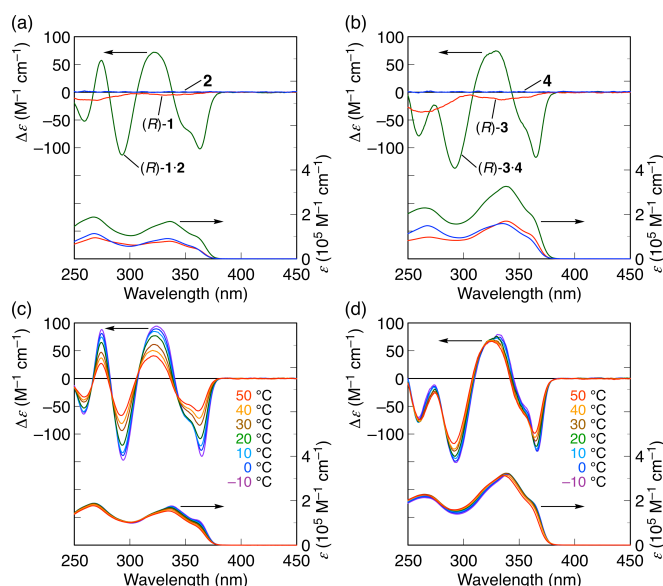 (a)
100
50
0
−50
−100
Δε (M−1 cm−1)
2
(R)-1
(R)-1·2
4
2
0
ε (10⁵ M−1 cm−1)
250 300 350 400 450
Wavelength (nm)
(b)
100
50
0
−50
−100
Δε (M−1 cm−1)
4
(R)-3
(R)-3·4
4
2
0
ε (10⁵ M−1 cm−1)
250 300 350 400 450
Wavelength (nm)
(c)
100
50
0
−50
−100
Δε (M−1 cm−1)
50 °C
40 °C
30 °C
20 °C
10 °C
0 °C
−10 °C
4
2
0
ε (10⁵ M−1 cm−1)
250 300 350 400 450
Wavelength (nm)
(d)
100
50
0
−50
−100
Δε (M−1 cm−1)
50 °C
40 °C
30 °C
20 °C
10 °C
0 °C
−10 °C
4
2
0
ε (10⁵ M−1 cm−1)
250 300 350 400 450
Wavelength (nm)